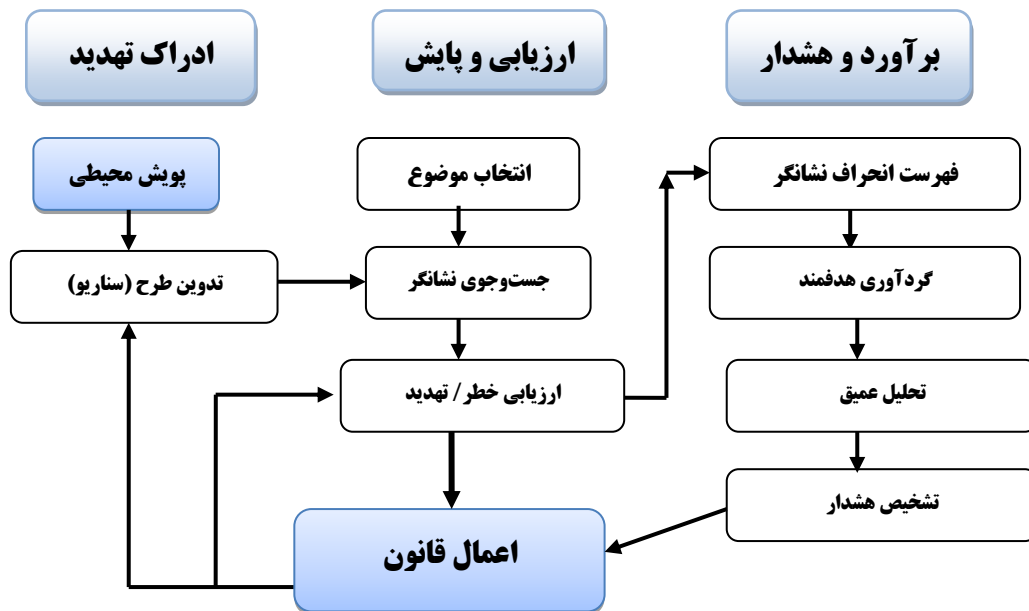 برآورد و هشدار
ارزیابی و پایش
ادراک تهدید
فهرست انحراف نشانگر
انتخاب موضوع
پویش محیطی
گردآوری هدفمند
جست‌وجوی نشانگر
تدوین طرح (سناریو)
تحلیل عمیق
ارزیابی خطر/ تهدید
تشخیص هشدار
اعمال قانون